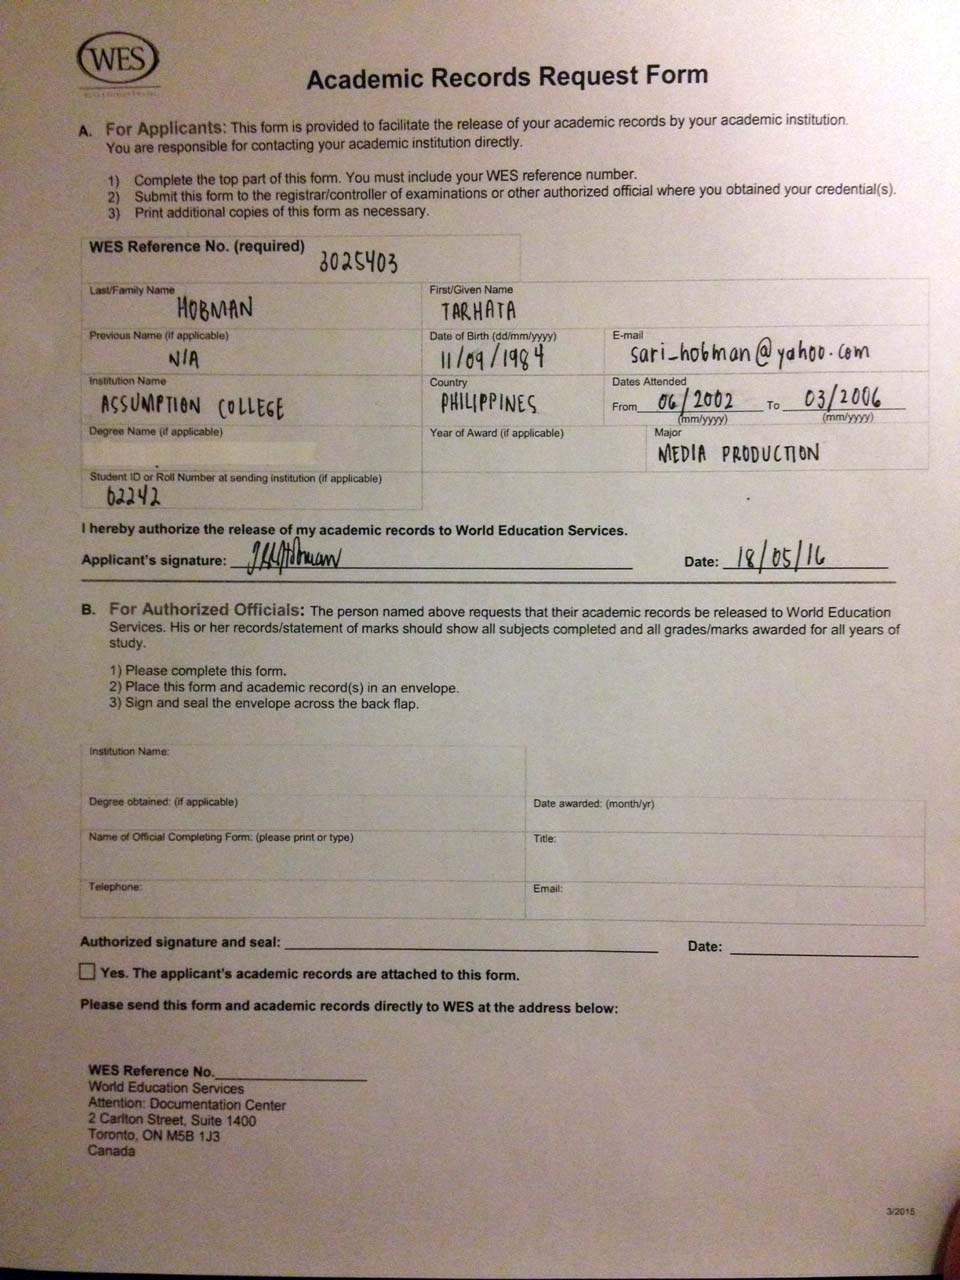 WES
Academic Records Request Form
A. For Applicants: This form is provided to facilitate the release of your academic records by your academic institution.
You are responsible for contacting your academic institution directly.
1) Complete the top part of this form. You must include your WES reference number.
2) Submit this form to the registrar/controller of examinations or other authorized official where you obtained your credential(s).
3) Print additional copies of this form as necessary.
WES Reference No. (required) 3025403
Last/Family Name HOBMAN First/Given Name TARHATA
Previous Name (if applicable) N/A Date of Birth (dd/mm/yyyy) 11/09/1984 E-mail sari_hobman@yahoo.com
Institution Name ASSUMPTION COLLEGE Country PHILIPPINES Dates Attended From 06/2002 To 03/2006
(mm/yyyy) (mm/yyyy)
Degree Name (if applicable) Year of Award (if applicable) Major MEDIA PRODUCTION
Student ID or Roll Number at sending institution (if applicable)
62242
I hereby authorize the release of my academic records to World Education Services.
Applicant's signature: Date: 18/05/16
B. For Authorized Officials: The person named above requests that their academic records be released to World Education
Services. His or her records/statement of marks should show all subjects completed and all grades/marks awarded for all years of
study.
1) Please complete this form.
2) Place this form and academic record(s) in an envelope.
3) Sign and seal the envelope across the back flap.
Institution Name:
Degree obtained: (if applicable) Date awarded: (month/yr)
Name of Official Completing Form: (please print or type) Title:
Telephone: Email:
Authorized signature and seal: Date:
Yes. The applicant's academic records are attached to this form.
Please send this form and academic records directly to WES at the address below:
WES Reference No.
World Education Services
Attention: Documentation Center
2 Carlton Street, Suite 1400
Toronto, ON M5B 1J3
Canada
3/2015